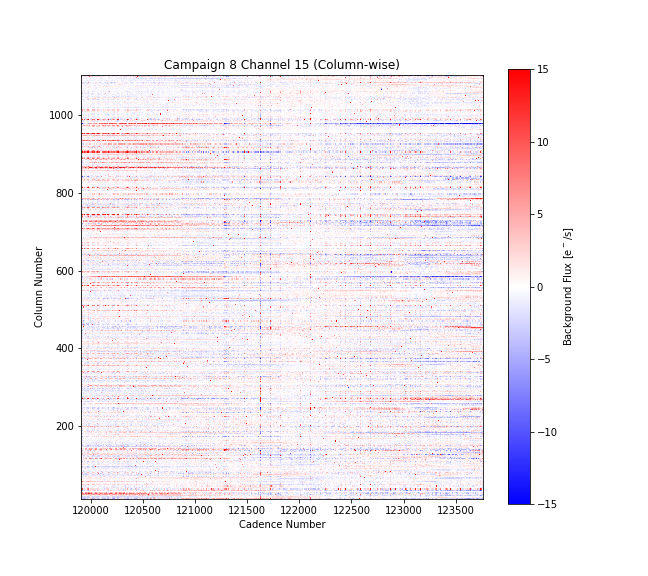 Campaign 8 Channel 15 (Column-wise)
1000
800
600
400
200
Column Number
120000 120500 121000 121500 122000 122500 123000 123500
Cadence Number
15
10
5
0
−5
−10
−15
Background Flux [e⁻/s]